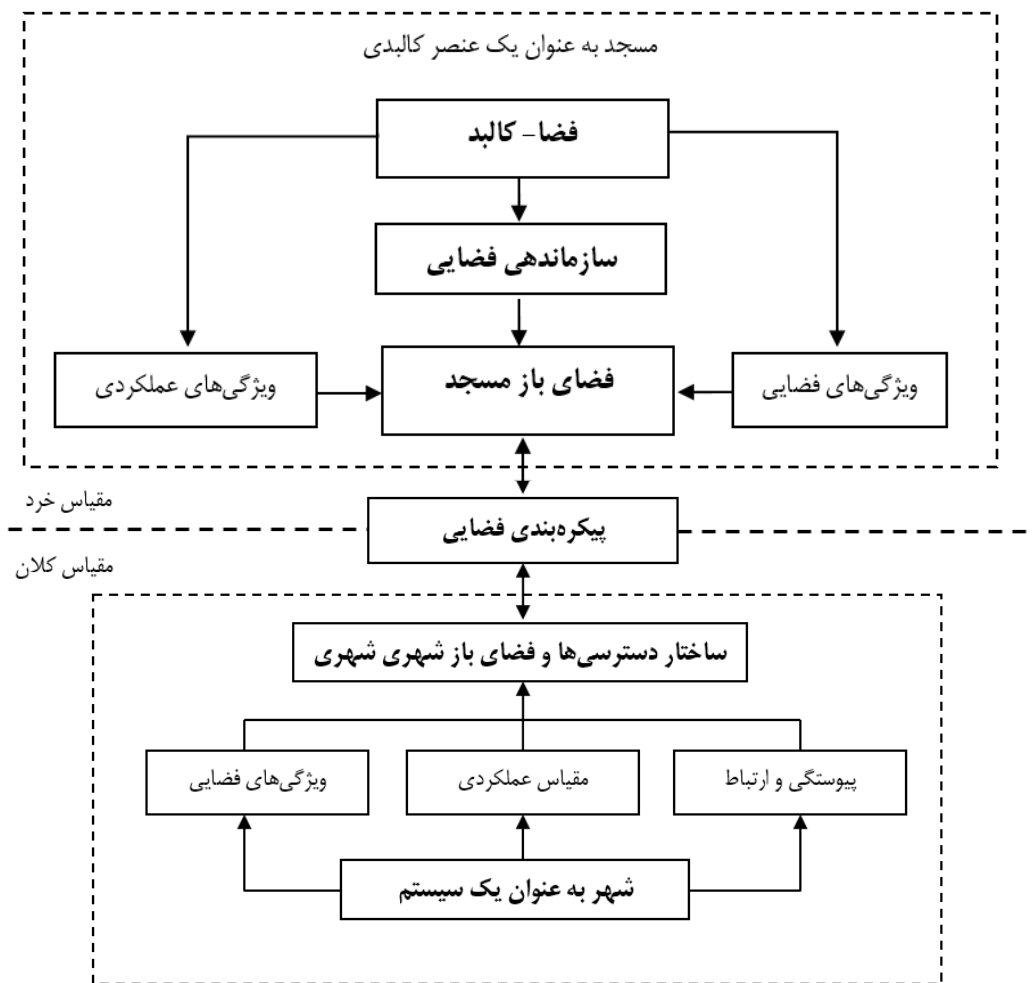 مسجد به عنوان یک عنصر کالبدی
فضا- کالبد
سازماندهی فضایی
ویژگی‌های فضایی
فضای باز مسجد
ویژگی‌های عملکردی
مقیاس خرد
پیکره‌بندی فضایی
مقیاس کلان
ساختار دسترسی‌ها و فضای باز شهری شهری
پیوستگی و ارتباط
مقیاس عملکردی
ویژگی‌های فضایی
شهر به عنوان یک سیستم